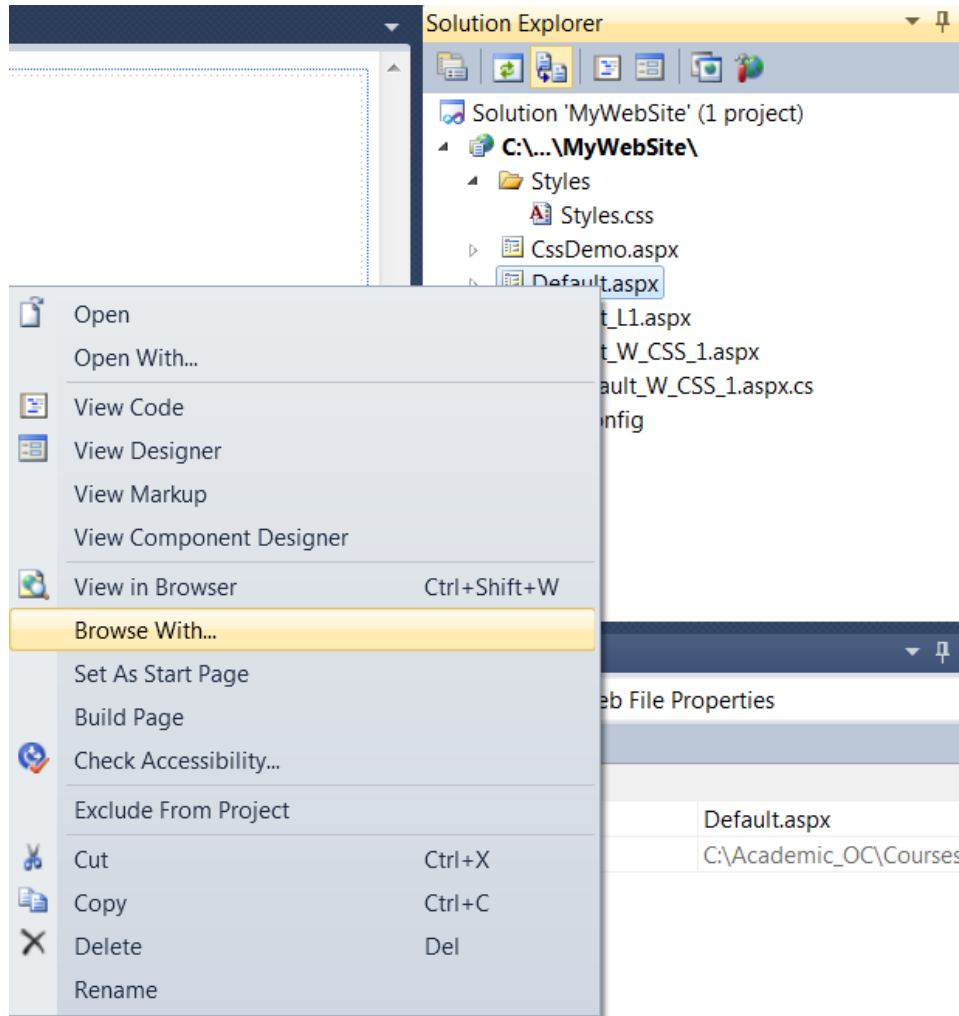 Solution Explorer
Solution 'MyWebSite' (1 project)
C:\...\MyWebSite\
Styles
Styles.css
CssDemo.aspx
Default.aspx
t_L1.aspx
t_W_CSS_1.aspx
ault_W_CSS_1.aspx.cs
nfig
Open
Open With...
View Code
View Designer
View Markup
View Component Designer
View in Browser Ctrl+Shift+W
Browse With...
Set As Start Page
Build Page
Check Accessibility...
Exclude From Project
Cut Ctrl+X
Copy Ctrl+C
Delete Del
Rename
eb File Properties
Default.aspx
C:\Academic_OC\Courses